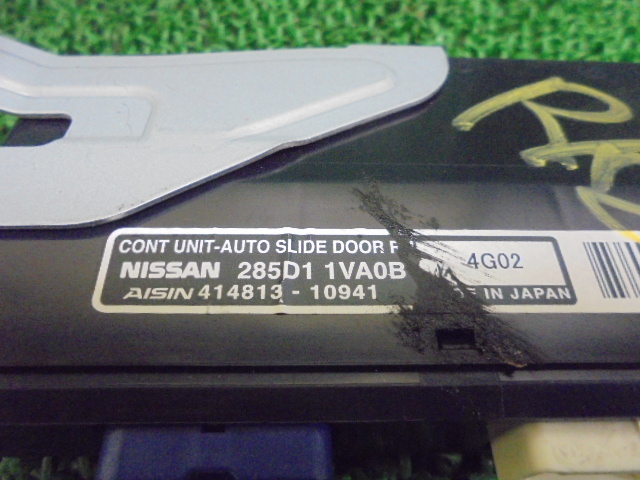 CONT UNIT-AUTO SLIDE DOOR R
NISSAN 285D1 1VA0B
4G02
AISIN 414813 - 10941
IN JAPAN